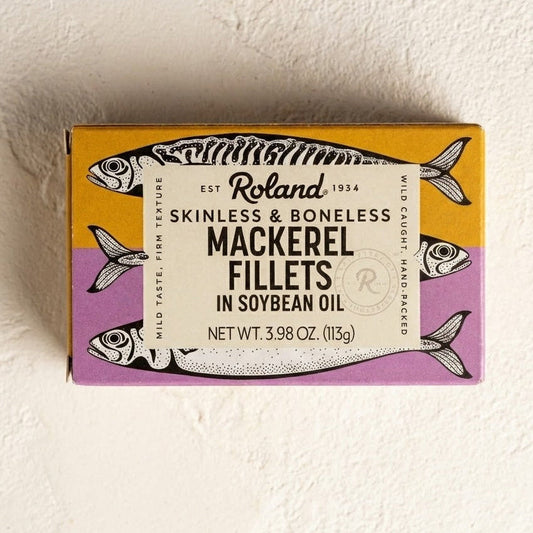 EST Roland® 1934
SKINLESS & BONELESS
MACKEREL
FILLETS
IN SOYBEAN OIL
NET WT. 3.98 OZ. (113g)
MILD TASTE, FIRM TEXTURE
WILD CAUGHT, HAND-PACKED
R